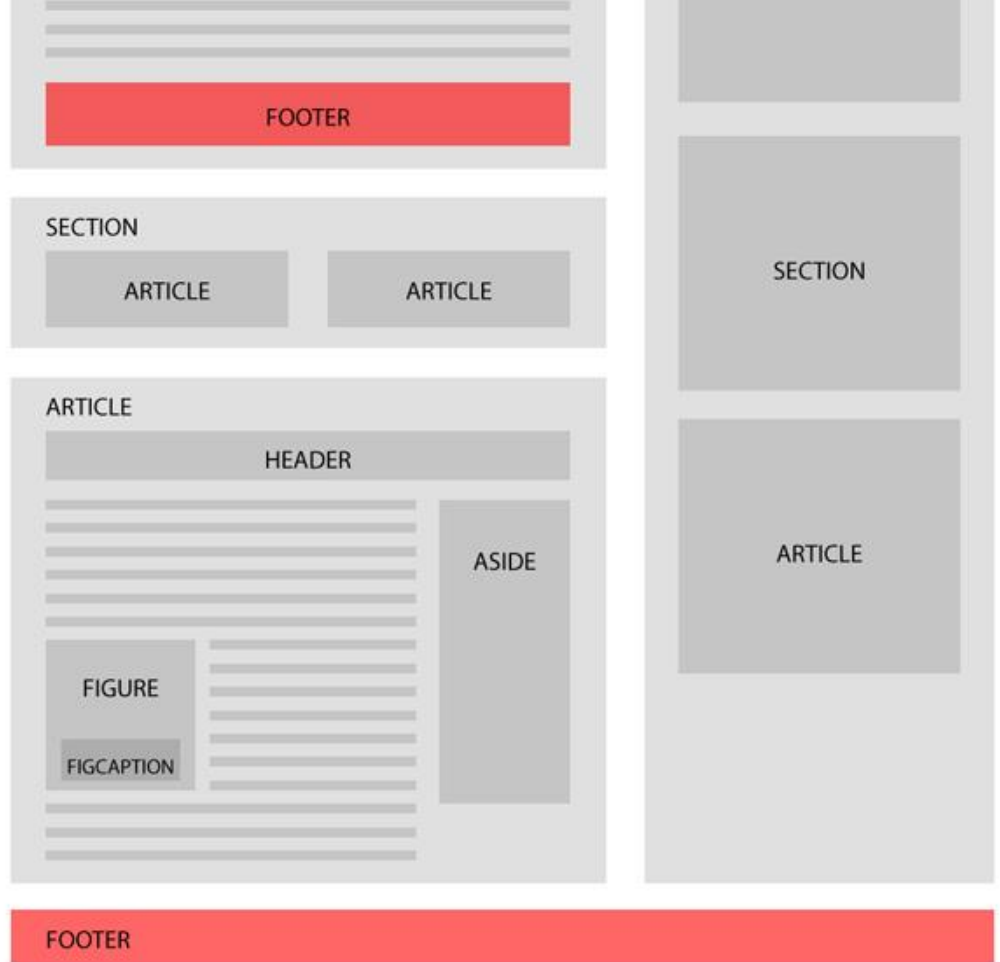 FOOTER
SECTION
ARTICLE
ARTICLE
ARTICLE
HEADER
ASIDE
FIGURE
FIGCAPTION
SECTION
ARTICLE
FOOTER